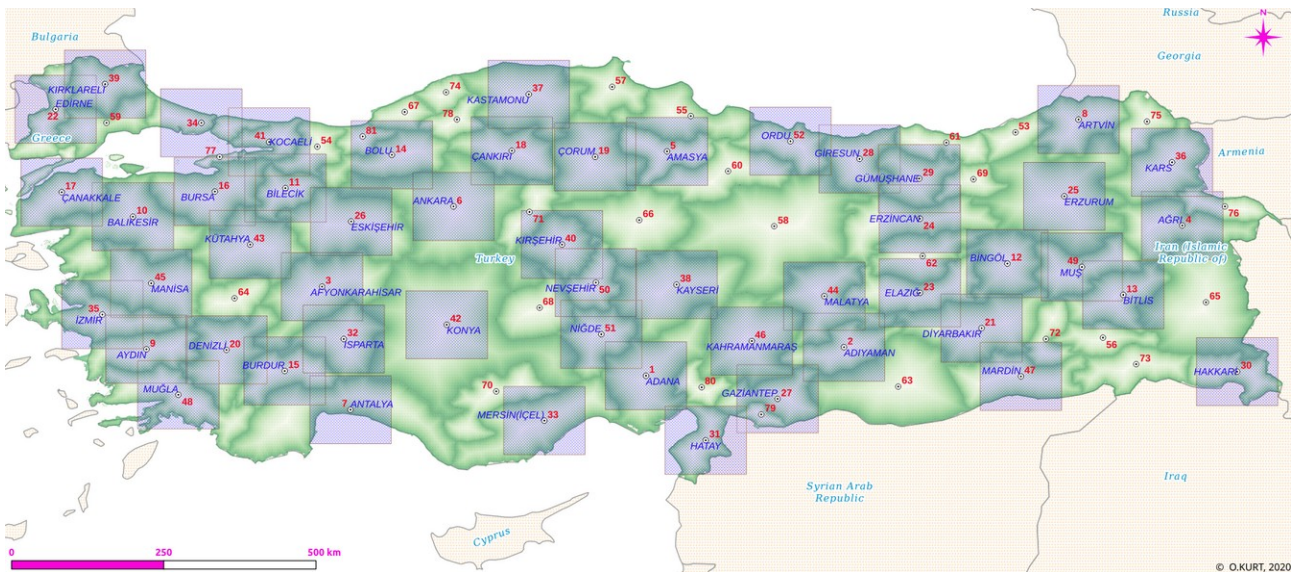 Russia
N
Bulgaria
Georgia
39
KIRKLARELİ
74
KASTAMONU
37
57
EDİRNE
22
59
34
67
78
55
8
ARTVİN
75
Greece
41
KOCAELİ
54
81
BOLU
14
ÇANKIRI
18
ÇORUM
19
5
AMASYA
ORDU
52
61
53
Armenia
77
GİRESUN
28
36
KARS
60
GÜMÜŞHANE
29
69
17
ÇANAKKALE
BURSA
16
11
BİLECİK
ANKARA
6
25
ERZURUM
10
BALIKESİR
26
ESKİŞEHİR
71
66
58
ERZİNCAN
24
AĞRI
4
76
KÜTAHYA
43
KIRŞEHİR
40
Iran (Islamic
Republic of)
Turkey
62
BİNGÖL
12
49
MUŞ
45
MANİSA
64
3
AFYONKARAHİSAR
NEVŞEHİR
50
38
KAYSERİ
44
MALATYA
ELAZIĞ
23
13
BİTLİS
65
35
İZMİR
68
42
KONYA
NİĞDE
51
9
AYDIN
DENİZLİ
20
32
ISPARTA
46
KAHRAMANMARAŞ
2
ADIYAMAN
21
DİYARBAKIR
72
56
BURDUR
15
1
ADANA
80
63
MARDİN
47
73
HAKKARİ
30
MUĞLA
48
7
ANTALYA
70
MERSİN(İÇEL)
33
GAZİANTEP
27
79
31
HATAY
Syrian Arab
Republic
Iraq
Cyprus
0
250
500 km
© O.KURT, 2020